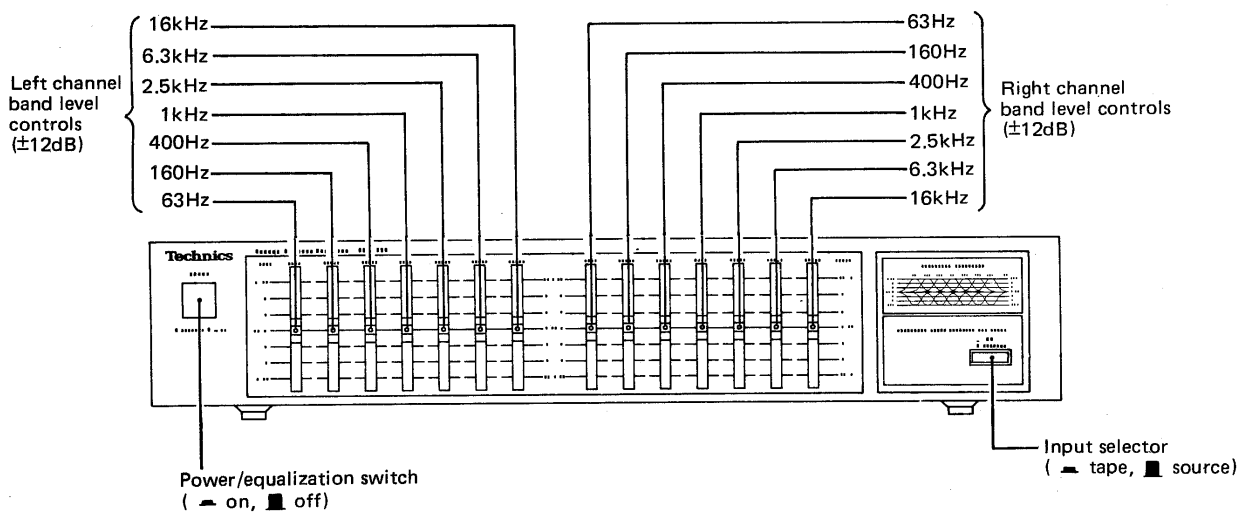 16kHz
6.3kHz
2.5kHz
1kHz
400Hz
160Hz
63Hz
Left channel
band level
controls
(±12dB)
63Hz
160Hz
400Hz
1kHz
2.5kHz
6.3kHz
16kHz
Right channel
band level controls
(±12dB)
Technics
Power/equalization switch
( on, off)
Input selector
( tape, source)